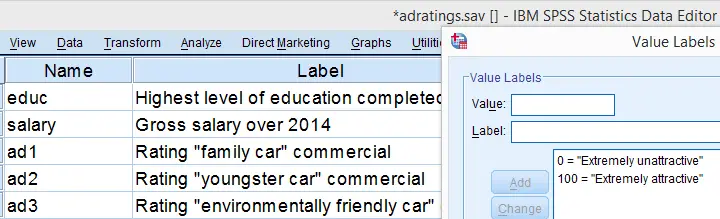 *adratings.sav [] - IBM SPSS Statistics Data Editor
View Data Transform Analyze Direct Marketing Graphs Utiliti
Value Labels
Name Label
educ Highest level of education completed
salary Gross salary over 2014
ad1 Rating "family car" commercial
ad2 Rating "youngster car" commercial
ad3 Rating "environmentally friendly car"
Value Labels
Value:
Label:
0 = "Extremely unattractive"
100 = "Extremely attractive"
Add
Change